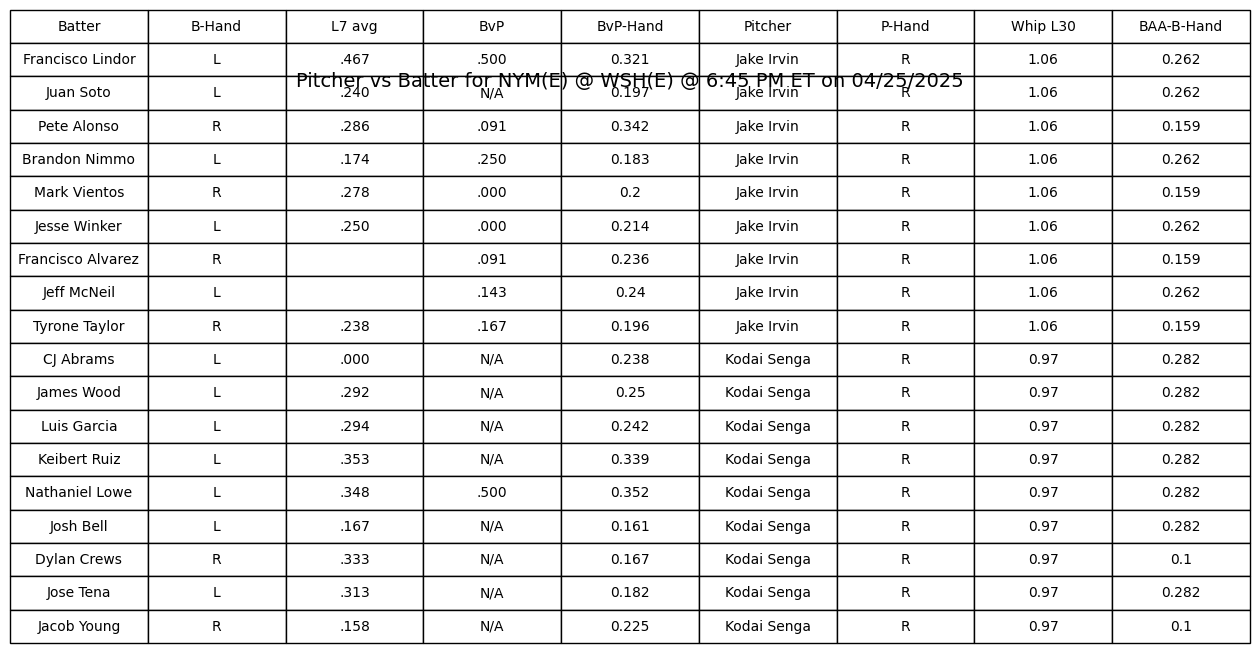 Batter B-Hand L7 avg BvP BvP-Hand Pitcher P-Hand Whip L30 BAA-B-Hand
Francisco Lindor L .467 .500 0.321 Jake Irvin R 1.06 0.262
Pitcher vs Batter for NYM(E) @ WSH(E) @ 6:45 PM ET on 04/25/2025
Juan Soto L .240 N/A 0.197 Jake Irvin R 1.06 0.262
Pete Alonso R .286 .091 0.342 Jake Irvin R 1.06 0.159
Brandon Nimmo L .174 .250 0.183 Jake Irvin R 1.06 0.262
Mark Vientos R .278 .000 0.2 Jake Irvin R 1.06 0.159
Jesse Winker L .250 .000 0.214 Jake Irvin R 1.06 0.262
Francisco Alvarez R .091 0.236 Jake Irvin R 1.06 0.159
Jeff McNeil L .143 0.24 Jake Irvin R 1.06 0.262
Tyrone Taylor R .238 .167 0.196 Jake Irvin R 1.06 0.159
CJ Abrams L .000 N/A 0.238 Kodai Senga R 0.97 0.282
James Wood L .292 N/A 0.25 Kodai Senga R 0.97 0.282
Luis Garcia L .294 N/A 0.242 Kodai Senga R 0.97 0.282
Keibert Ruiz L .353 N/A 0.339 Kodai Senga R 0.97 0.282
Nathaniel Lowe L .348 .500 0.352 Kodai Senga R 0.97 0.282
Josh Bell L .167 N/A 0.161 Kodai Senga R 0.97 0.282
Dylan Crews R .333 N/A 0.167 Kodai Senga R 0.97 0.1
Jose Tena L .313 N/A 0.182 Kodai Senga R 0.97 0.282
Jacob Young R .158 N/A 0.225 Kodai Senga R 0.97 0.1